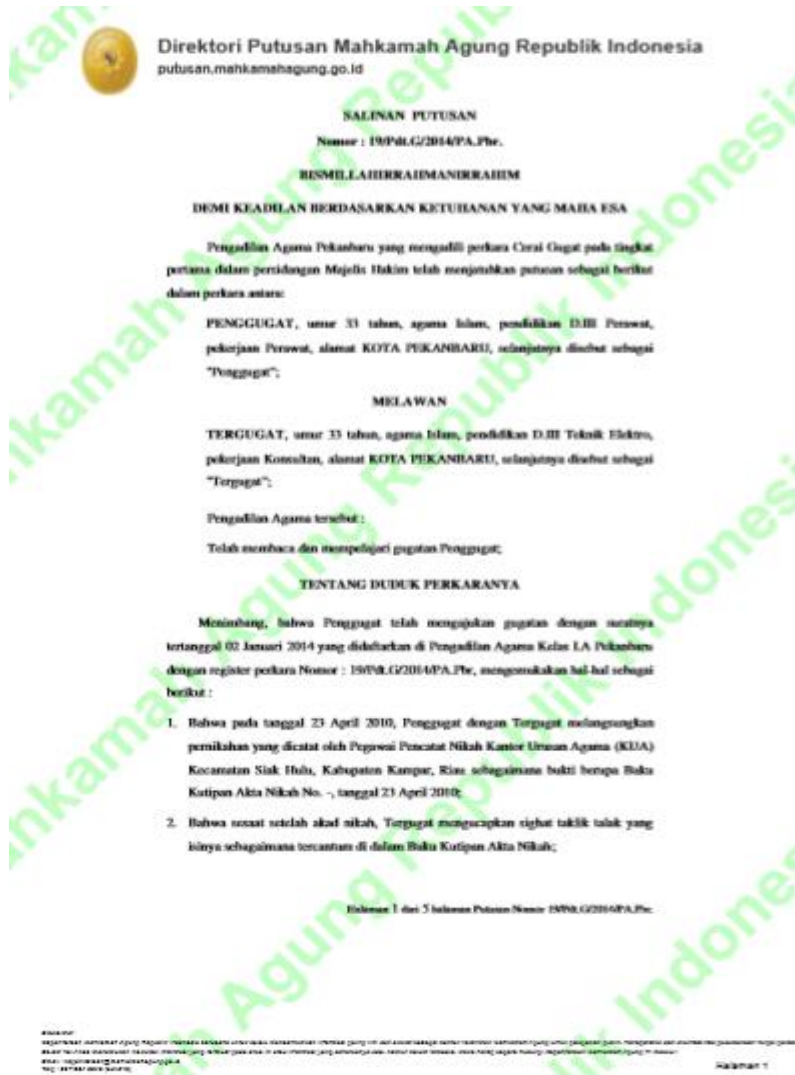 Direktori Putusan Mahkamah Agung Republik Indonesia
putusan.mahkamahagung.go.id
SALINAN PUTUSAN
Nomor : 19/Pdt.G/2014/PA.Pbr.
BISMILLAHIRRAHMANIRRAHIM
DEMI KEADILAN BERDASARKAN KETUHANAN YANG MAHA ESA
Pengadilan Agama Pekanbaru yang mengadili perkara Cerai Gugat pada tingkat
pertama dalam persidangan Majelis Hakim telah menjatuhkan putusan sebagai berikut
dalam perkara antara:
PENGGUGAT, umur 33 tahun, agama Islam, pendidikan D.III Perawat,
pekerjaan Perawat, alamat KOTA PEKANBARU, selanjutnya disebut sebagai
"Penggugat";
MELAWAN
TERGUGAT, umur 33 tahun, agama Islam, pendidikan D.III Teknik Elektro,
pekerjaan Konsultan, alamat KOTA PEKANBARU, selanjutnya disebut sebagai
"Tergugat";
Pengadilan Agama tersebut ;
Telah membaca dan mempelajari gugatan Penggugat;
TENTANG DUDUK PERKARANYA
Menimbang, bahwa Penggugat telah mengajukan gugatan dengan suratnya
tertanggal 02 Januari 2014 yang didaftarkan di Pengadilan Agama Kelas I.A Pekanbaru
dengan register perkara Nomor : 19/Pdt.G/2014/PA.Pbr, mengemukakan hal-hal sebagai
berikut :
1. Bahwa pada tanggal 23 April 2010, Penggugat dengan Tergugat melangsungkan
pernikahan yang dicatat oleh Pegawai Pencatat Nikah Kantor Urusan Agama (KUA)
Kecamatan Siak Hulu, Kabupaten Kampar, Riau sebagaimana bukti berupa Buku
Kutipan Akta Nikah No. -, tanggal 23 April 2010;
2. Bahwa sesaat setelah akad nikah, Tergugat mengucapkan sighat taklik talak yang
isinya sebagaimana tercantum di dalam Buku Kutipan Akta Nikah;
Halaman 1 dari 5 halaman Putusan Nomor 19/Pdt.G/2014/PA.Pbr.
Halaman 1